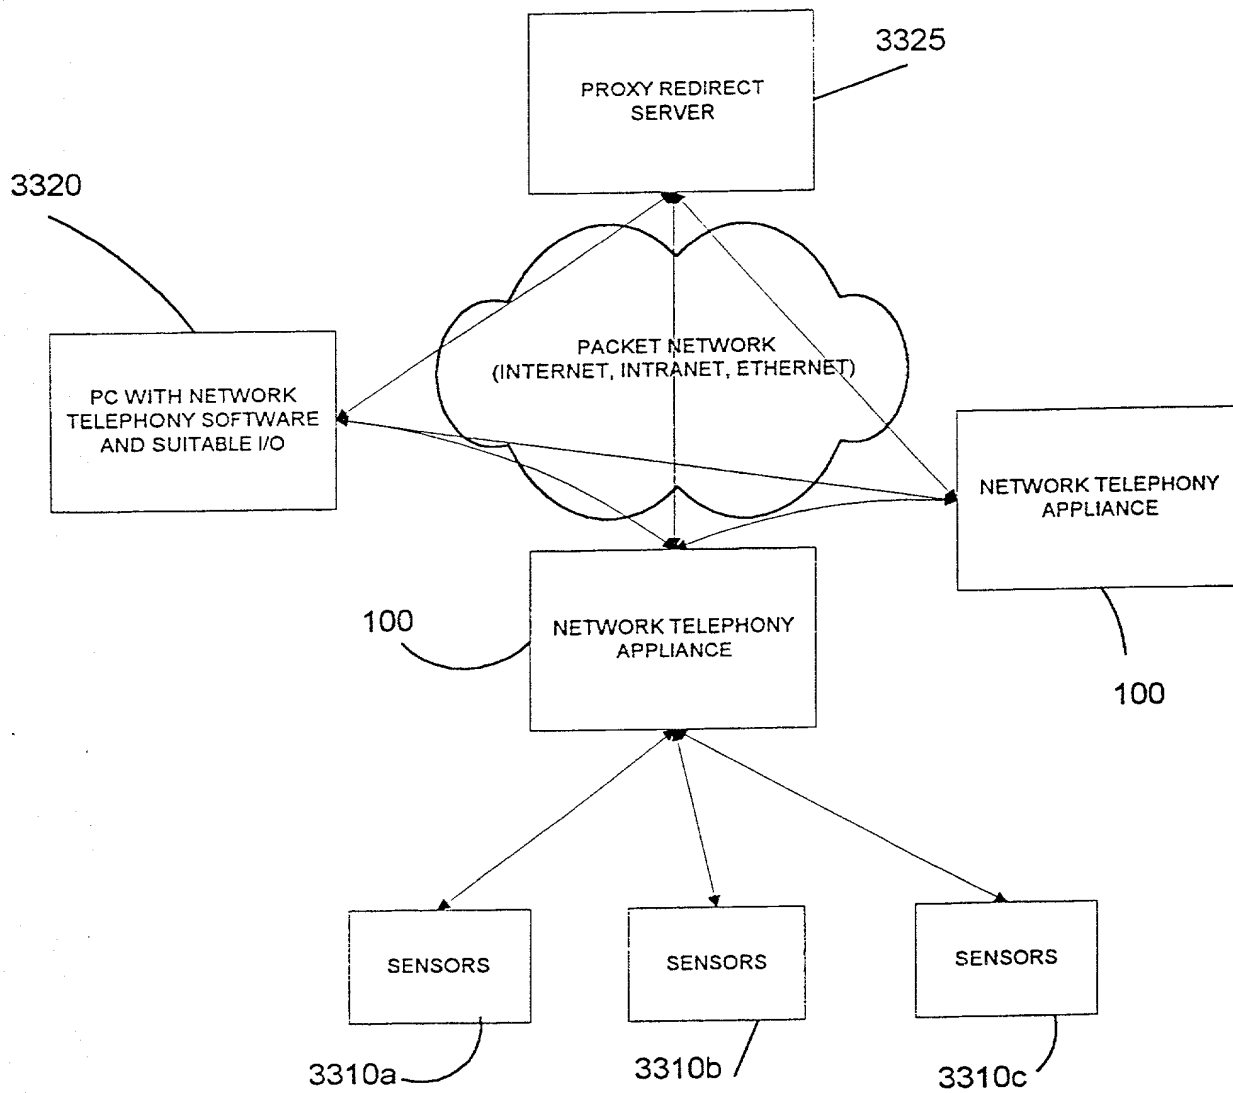 3325
PROXY REDIRECT
SERVER
3320
PACKET NETWORK
(INTERNET, INTRANET, ETHERNET)
PC WITH NETWORK
TELEPHONY SOFTWARE
AND SUITABLE I/O
NETWORK TELEPHONY
APPLIANCE
100
NETWORK TELEPHONY
APPLIANCE
100
SENSORS
SENSORS
SENSORS
3310a
3310b
3310c